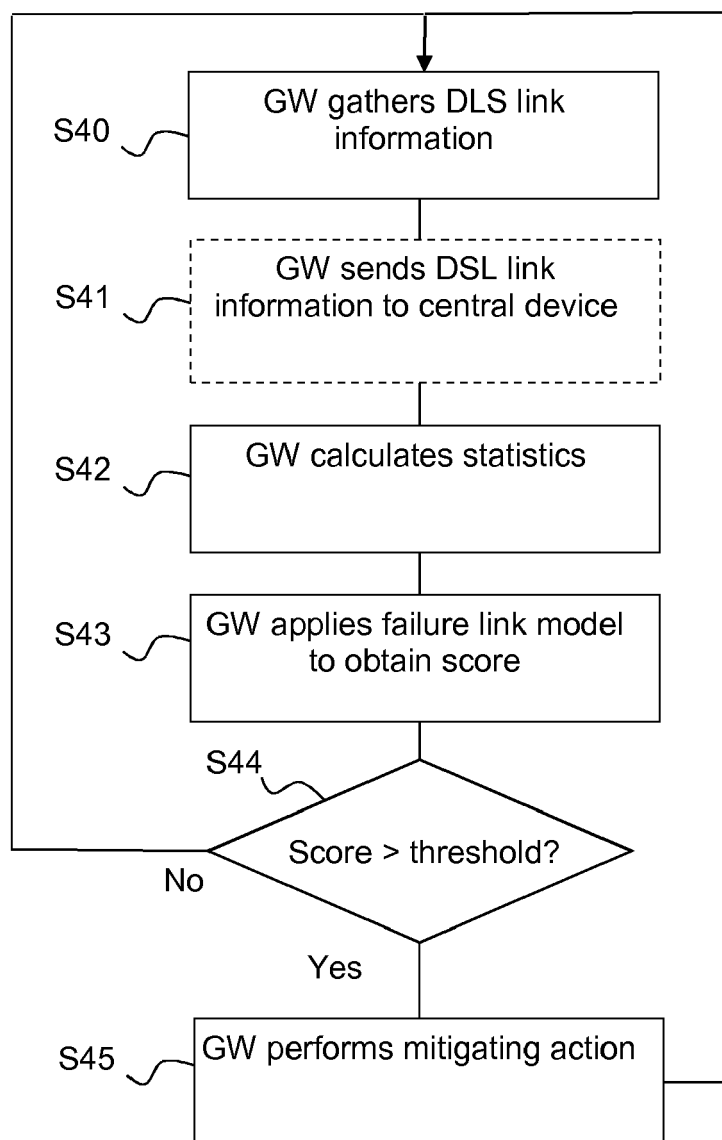 S40
GW gathers DLS link
information
S41
GW sends DSL link
information to central device
S42
GW calculates statistics
S43
GW applies failure link model
to obtain score
S44
Score > threshold?
No
Yes
S45
GW performs mitigating action